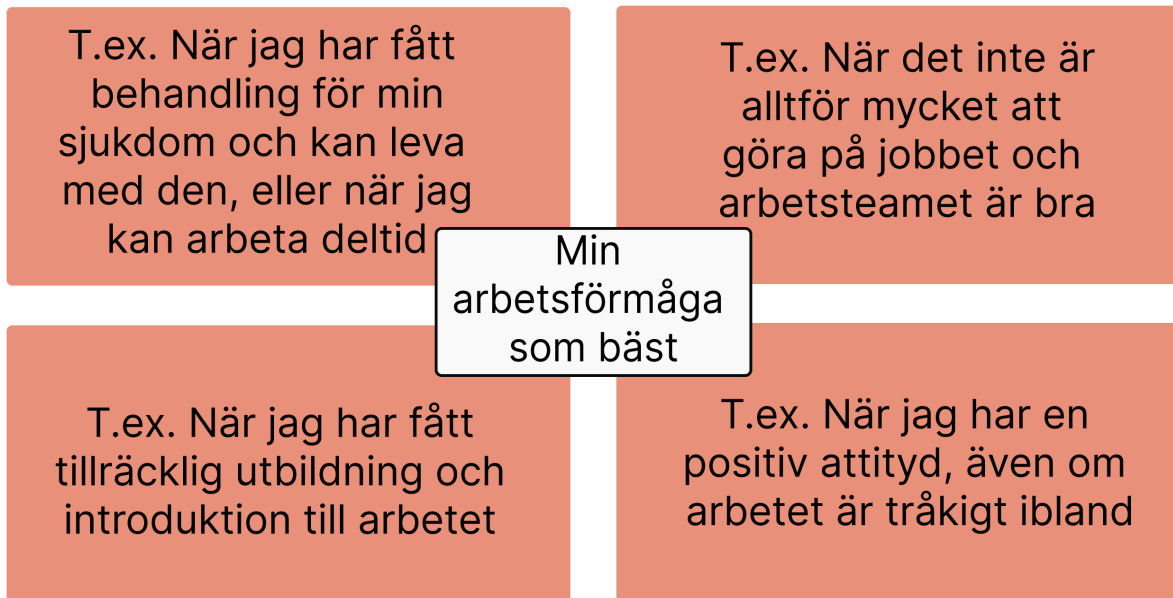 T.ex. När jag har fått
behandling för min
sjukdom och kan leva
med den, eller när jag
kan arbeta deltid
T.ex. När det inte är
alltför mycket att
göra på jobbet och
arbetsteamet är bra
Min
arbetsförmåga
som bäst
T.ex. När jag har fått
tillräcklig utbildning och
introduktion till arbetet
T.ex. När jag har en
positiv attityd, även om
arbetet är tråkigt ibland